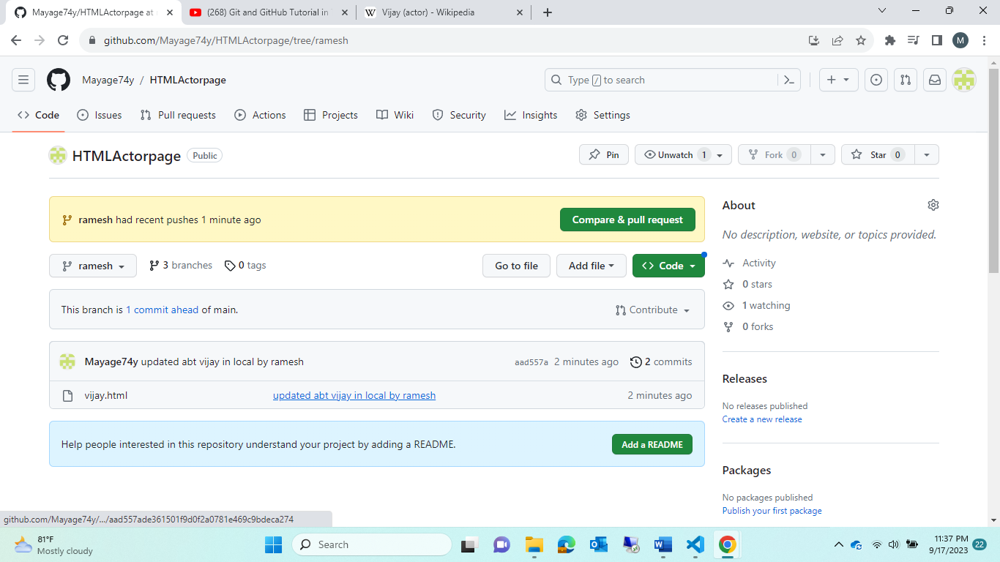 Mayage74y/HTMLActorpage at
(268) Git and GitHub Tutorial in
W Vijay (actor) - Wikipedia
github.com/Mayage74y/HTMLActorpage/tree/ramesh
M
Mayage74y / HTMLActorpage
Type / to search
Code Issues Pull requests Actions Projects Wiki Security Insights Settings
HTMLActorpage Public
Pin Unwatch 1 Fork 0 Star 0
ramesh had recent pushes 1 minute ago
Compare & pull request
ramesh 3 branches 0 tags
Go to file Add file Code
This branch is 1 commit ahead of main.
Contribute
Mayage74y updated abt vijay in local by ramesh aad557a 2 minutes ago 2 commits
vijay.html updated abt vijay in local by ramesh 2 minutes ago
Help people interested in this repository understand your project by adding a README.
Add a README
About
No description, website, or topics provided.
Activity
0 stars
1 watching
0 forks
Releases
No releases published
Create a new release
Packages
No packages published
Publish your first package
github.com/Mayage74y/.../aad557ade361501f9d0f2a0781e469c9bdeca274
81°F
Mostly cloudy
Search
11:37 PM
9/17/2023
22